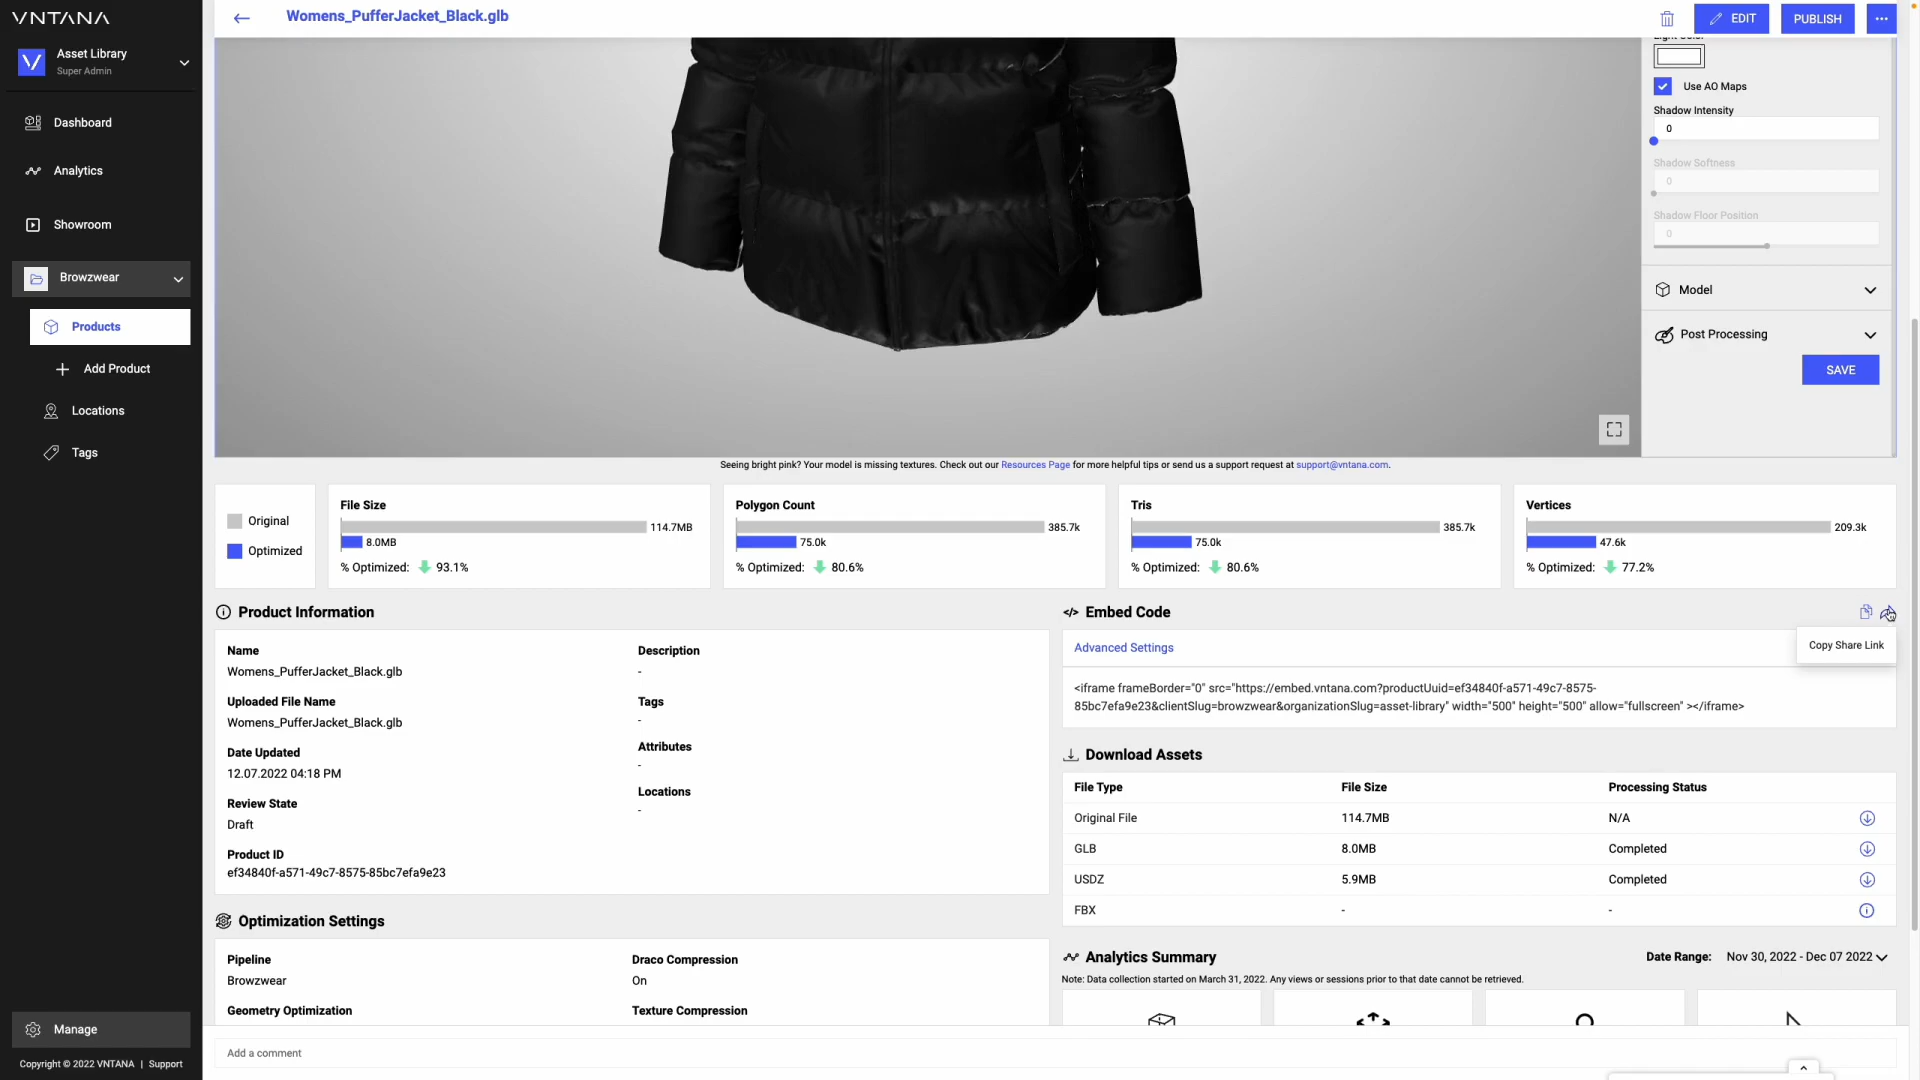 VNTANA
Asset Library
Super Admin
Dashboard
Analytics
Showroom
Browzwear
Products
Add Product
Locations
Tags
Manage
Copyright © 2022 VNTANA | Support
Womens_PufferJacket_Black.glb
EDIT
PUBLISH
Light Color
Use AO Maps
Shadow Intensity
0
Shadow Softness
0
Shadow Floor Position
0
Model
Post Processing
SAVE
Seeing bright pink? Your model is missing textures. Check out our Resources Page for more helpful tips or send us a support request at support@vntana.com.
Original
Optimized
File Size
114.7MB
8.0MB
% Optimized: 93.1%
Polygon Count
385.7k
75.0k
% Optimized: 80.6%
Tris
385.7k
75.0k
% Optimized: 80.6%
Vertices
209.3k
47.6k
% Optimized: 77.2%
Product Information
Name
Womens_PufferJacket_Black.glb
Uploaded File Name
Womens_PufferJacket_Black.glb
Date Updated
12.07.2022 04:18 PM
Review State
Draft
Product ID
ef34840f-a571-49c7-8575-85bc7efa9e23
Description
-
Tags
-
Attributes
-
Locations
-
Optimization Settings
Pipeline
Browzwear
Geometry Optimization
Draco Compression
On
Texture Compression
</> Embed Code
Copy Share Link
Advanced Settings
<iframe frameBorder="0" src="https://embed.vntana.com?productUuid=ef34840f-a571-49c7-8575-
85bc7efa9e23&clientSlug=browzwear&organizationSlug=asset-library" width="500" height="500" allow="fullscreen" ></iframe>
Download Assets
File Type File Size Processing Status
Original File 114.7MB N/A
GLB 8.0MB Completed
USDZ 5.9MB Completed
FBX - -
Analytics Summary
Date Range: Nov 30, 2022 - Dec 07 2022
Note: Data collection started on March 31, 2022. Any views or sessions prior to that date cannot be retrieved.
Add a comment